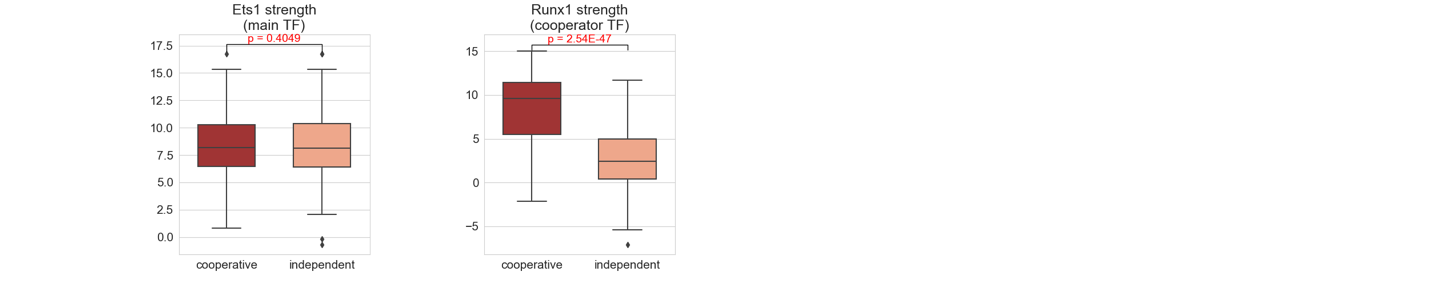 Ets1 strength
(main TF)
p = 0.4049
17.5
15.0
12.5
10.0
7.5
5.0
2.5
0.0
cooperative independent
Runx1 strength
(cooperator TF)
p = 2.54E-47
15
10
5
0
−5
cooperative independent